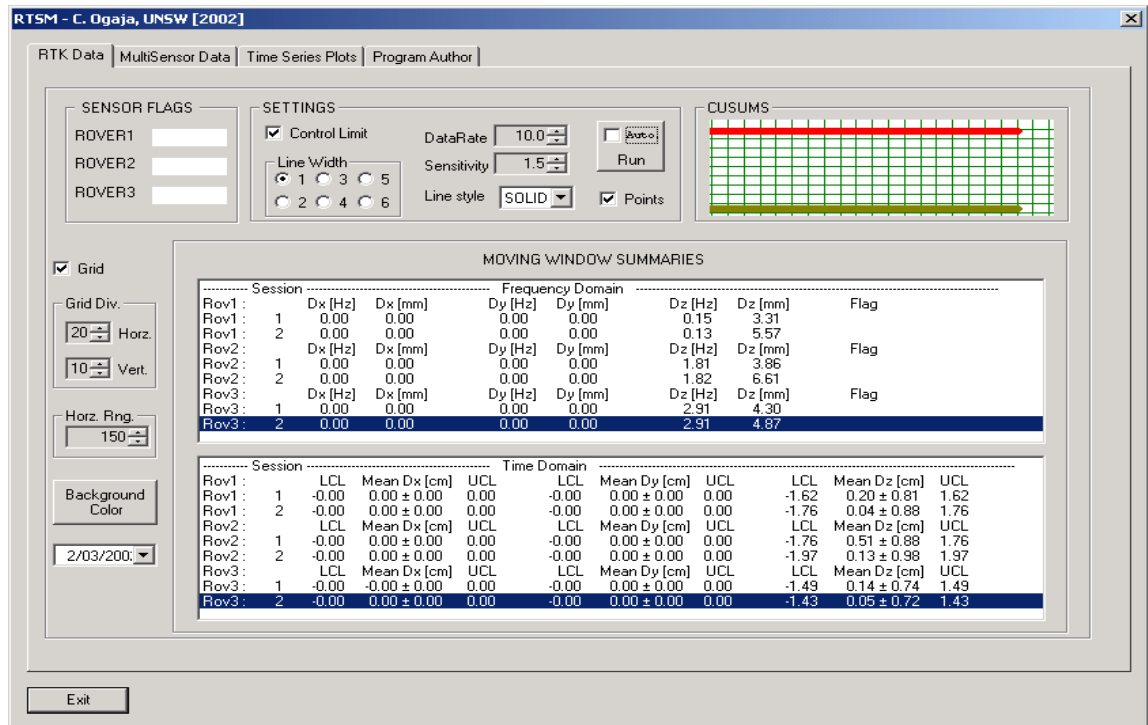 RTSM - C. Ogaja, UNSW [2002]
RTK Data MultiSensor Data Time Series Plots Program Author
SENSOR FLAGS
ROVER1
ROVER2
ROVER3
SETTINGS
Control Limit
Line Width
1 3 5
2 4 6
DataRate 10.0
Sensitivity 1.5
Line style SOLID
Auto
Run
Points
CUSUMS
Grid
Grid Div.
20 Horz.
10 Vert.
Horz. Rng.
150
Background
Color
2/03/200
MOVING WINDOW SUMMARIES
---------- Session ---------- Frequency Domain ----------
Rov1 : Dx [Hz] Dx [mm] Dy [Hz] Dy [mm] Dz [Hz] Dz [mm] Flag
Rov1 : 1 0.00 0.00 0.00 0.00 0.15 3.31
Rov1 : 2 0.00 0.00 0.00 0.00 0.13 5.57
Rov2 : Dx [Hz] Dx [mm] Dy [Hz] Dy [mm] Dz [Hz] Dz [mm] Flag
Rov2 : 1 0.00 0.00 0.00 0.00 1.81 3.86
Rov2 : 2 0.00 0.00 0.00 0.00 1.82 6.61
Rov3 : Dx [Hz] Dx [mm] Dy [Hz] Dy [mm] Dz [Hz] Dz [mm] Flag
Rov3 : 1 0.00 0.00 0.00 0.00 2.91 4.30
Rov3 : 2 0.00 0.00 0.00 0.00 2.91 4.87
---------- Session ---------- Time Domain ----------
Rov1 : LCL Mean Dx [cm] UCL LCL Mean Dy [cm] UCL LCL Mean Dz [cm] UCL
Rov1 : 1 -0.00 0.00 ± 0.00 0.00 -0.00 0.00 ± 0.00 0.00 -1.62 0.20 ± 0.81 1.62
Rov1 : 2 -0.00 0.00 ± 0.00 0.00 -0.00 0.00 ± 0.00 0.00 -1.76 0.04 ± 0.88 1.76
Rov2 : LCL Mean Dx [cm] UCL LCL Mean Dy [cm] UCL LCL Mean Dz [cm] UCL
Rov2 : 1 -0.00 0.00 ± 0.00 0.00 -0.00 0.00 ± 0.00 0.00 -1.76 0.51 ± 0.88 1.76
Rov2 : 2 -0.00 0.00 ± 0.00 0.00 -0.00 0.00 ± 0.00 0.00 -1.97 0.13 ± 0.98 1.97
Rov3 : LCL Mean Dx [cm] UCL LCL Mean Dy [cm] UCL LCL Mean Dz [cm] UCL
Rov3 : 1 -0.00 -0.00 ± 0.00 0.00 -0.00 0.00 ± 0.00 0.00 -1.49 0.14 ± 0.74 1.49
Rov3 : 2 -0.00 0.00 ± 0.00 0.00 -0.00 0.00 ± 0.00 0.00 -1.43 0.05 ± 0.72 1.43
Exit